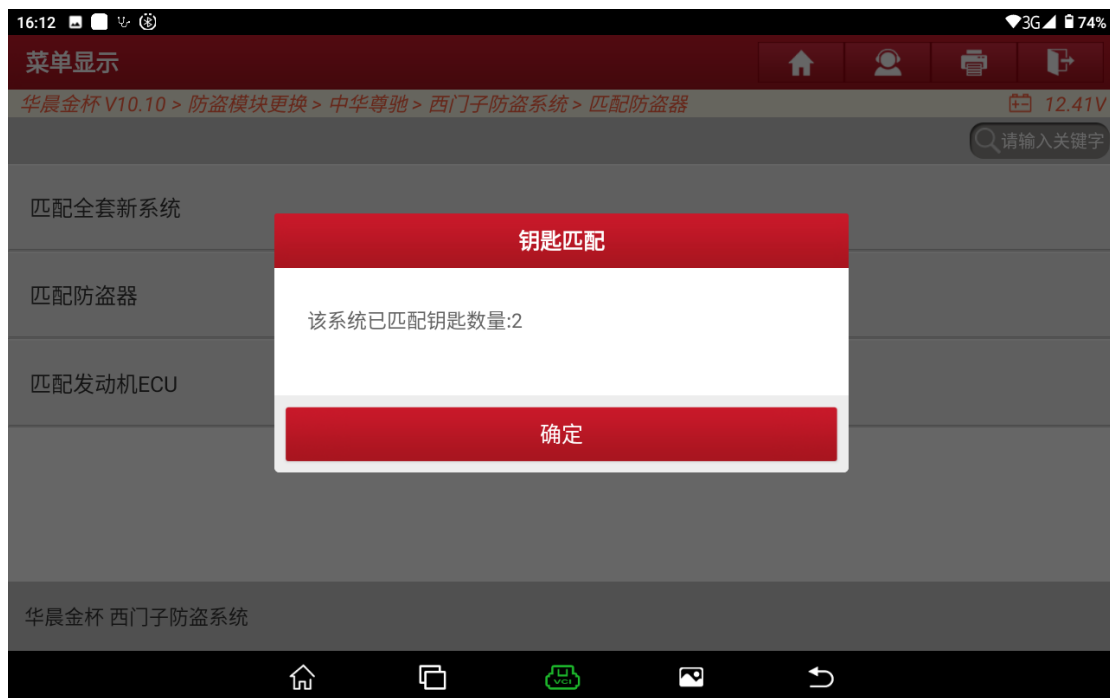 16:12 3G 74%
菜单显示
华晨金杯 V10.10 > 防盗模块更换 > 中华尊驰 > 西门子防盗系统 > 匹配防盗器 12.41V
请输入关键字
匹配全套新系统
钥匙匹配
匹配防盗器
该系统已匹配钥匙数量:2
匹配发动机ECU
确定
华晨金杯 西门子防盗系统
VCI